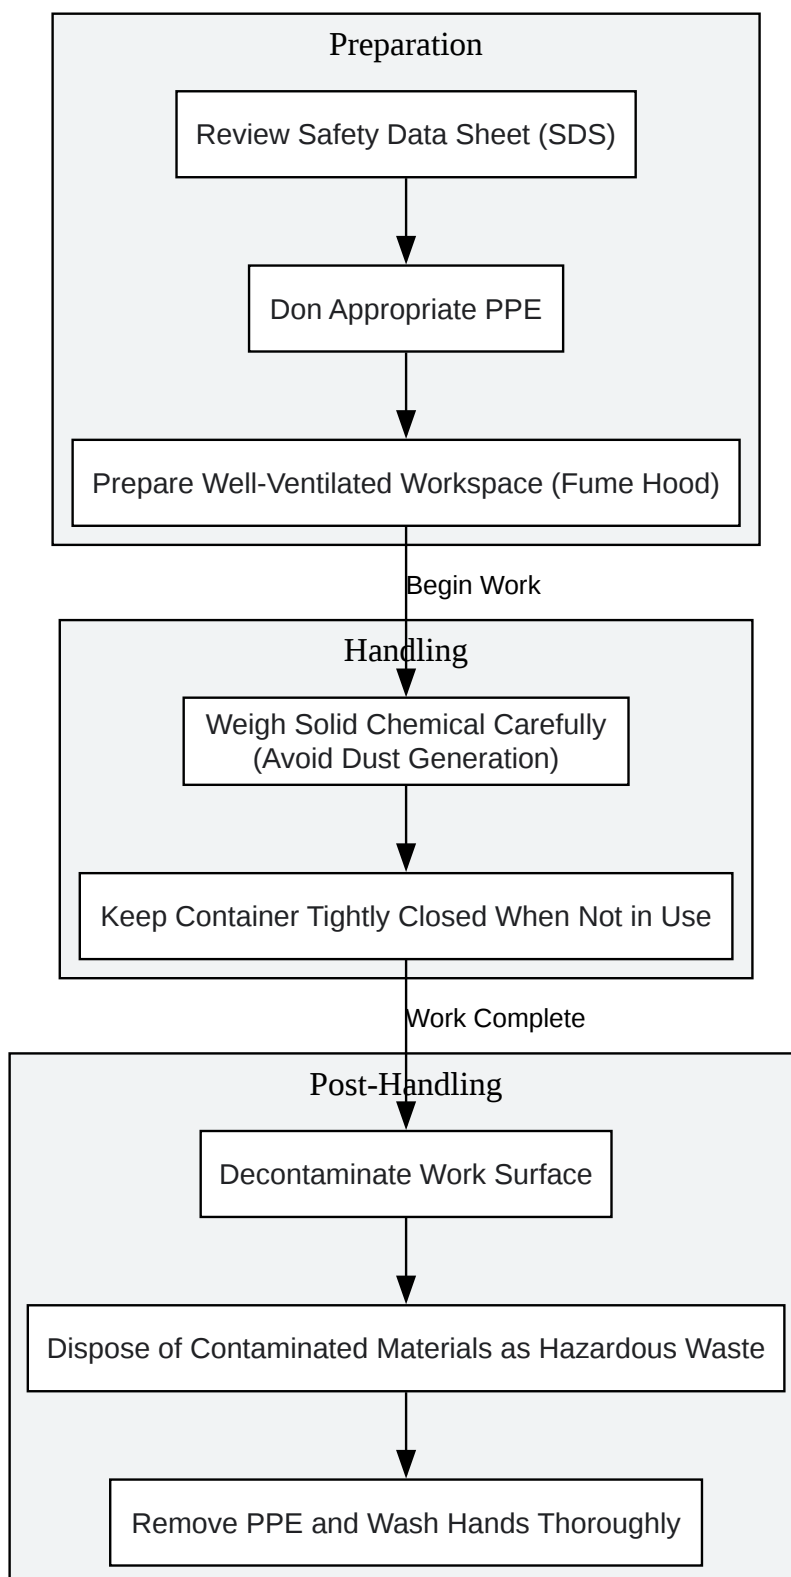 Preparation
Review Safety Data Sheet (SDS)
Don Appropriate PPE
Prepare Well-Ventilated Workspace (Fume Hood)
Begin Work
Handling
Weigh Solid Chemical Carefully
(Avoid Dust Generation)
Keep Container Tightly Closed When Not in Use
Work Complete
Post-Handling
Decontaminate Work Surface
Dispose of Contaminated Materials as Hazardous Waste
Remove PPE and Wash Hands Thoroughly